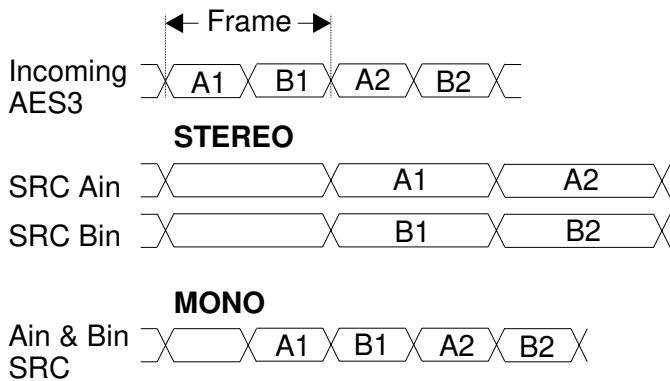 Frame
Incoming AES3
A1 B1 A2 B2
STEREO
SRC Ain
A1 A2
SRC Bin
B1 B2
MONO
Ain & Bin SRC
A1 B1 A2 B2